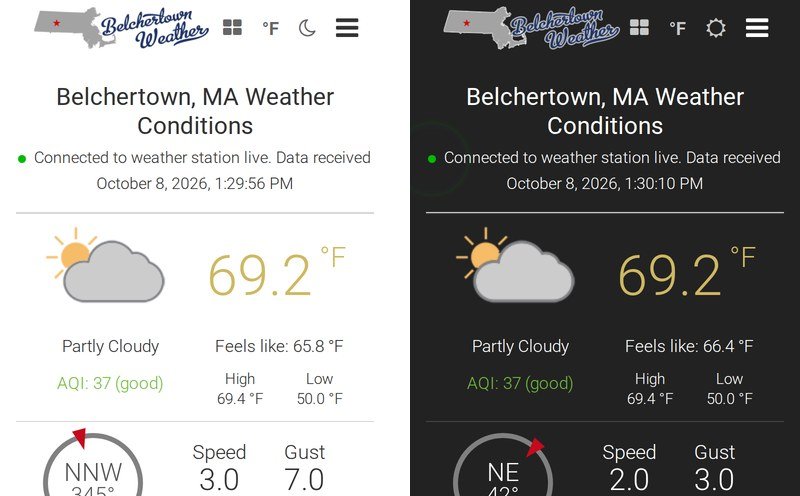 Belchertown
Weather
°F
Belchertown, MA Weather
Conditions
Connected to weather station live. Data received
October 8, 2026, 1:29:56 PM
69.2 °F
Partly Cloudy
Feels like: 65.8 °F
AQI: 37 (good)
High
Low
69.4 °F
50.0 °F
NNW
345°
Speed
Gust
3.0
7.0
Belchertown
Weather
°F
Belchertown, MA Weather
Conditions
Connected to weather station live. Data received
October 8, 2026, 1:30:10 PM
69.2 °F
Partly Cloudy
Feels like: 66.4 °F
AQI: 37 (good)
High
Low
69.4 °F
50.0 °F
NE
42°
Speed
Gust
2.0
3.0